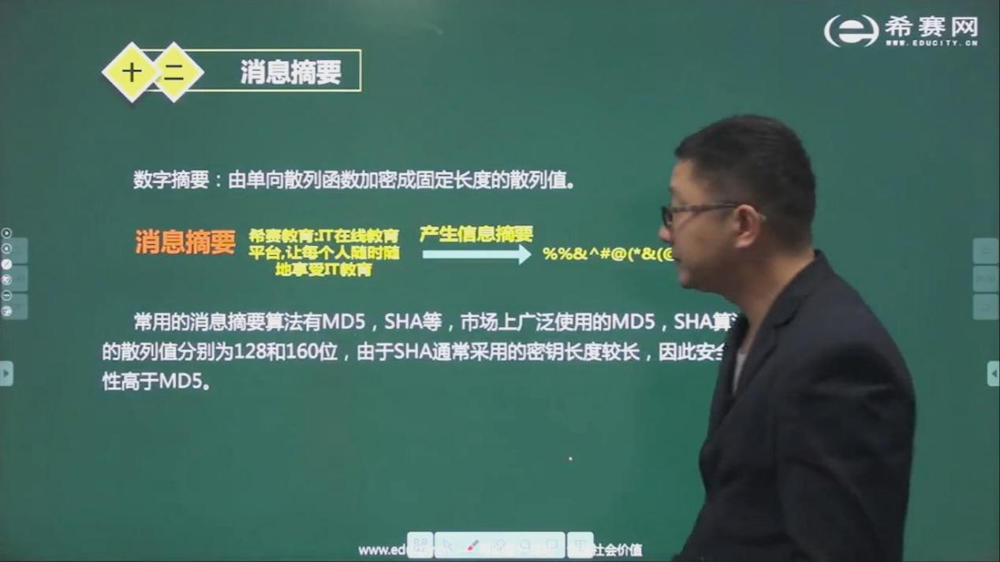 希赛网
WWW.EDUCITY.CN
十二 消息摘要
数字摘要：由单向散列函数加密成固定长度的散列值。
消息摘要
希赛教育:IT在线教育
平台,让每个人随时随
地享受IT教育
产生信息摘要
%%&^#@(*&(@
常用的消息摘要算法有MD5，SHA等，市场上广泛使用的MD5，SHA算
的散列值分别为128和160位，由于SHA通常采用的密钥长度较长，因此安全
性高于MD5。
www.edu
社会价值